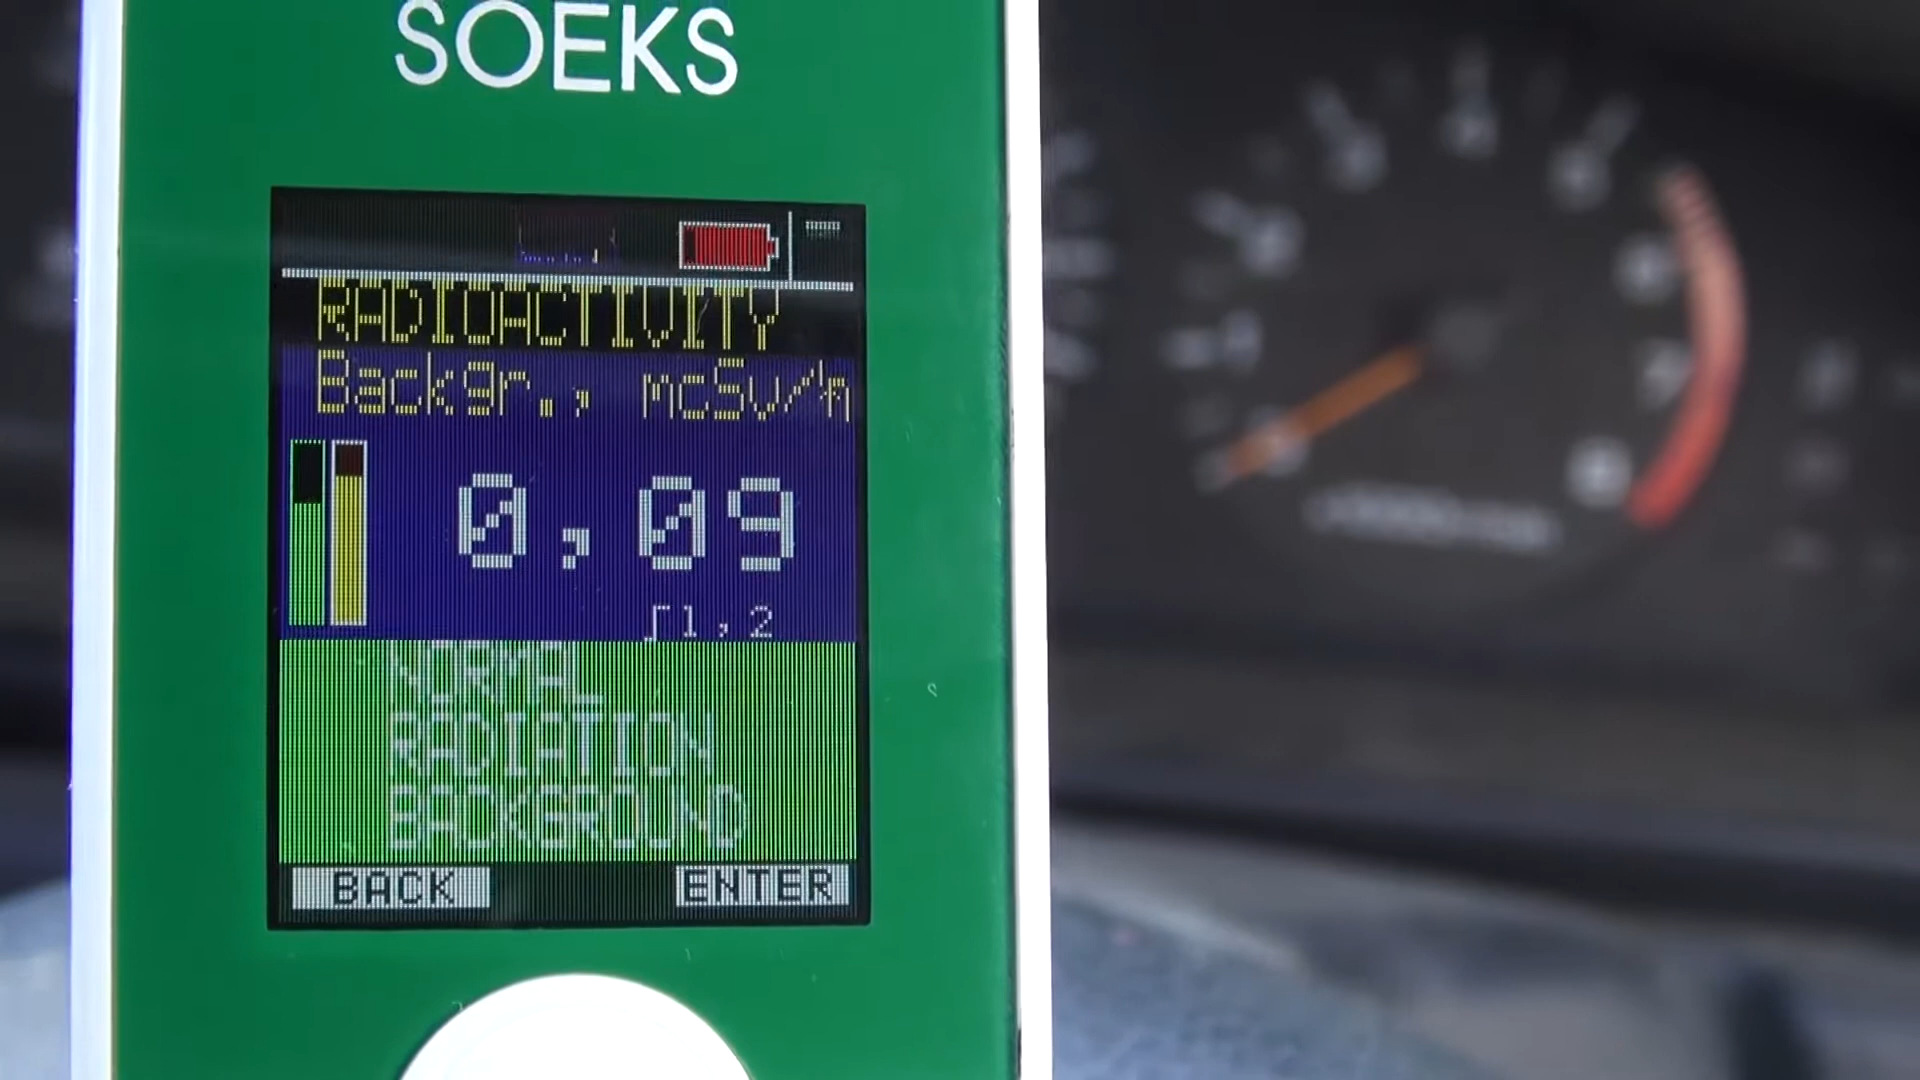 SOEKS
RADIOACTIVITY
Backgr., mcSv/h
0,09
∫1,2
NORMAL
RADIATION
BACKGROUND
BACK ENTER